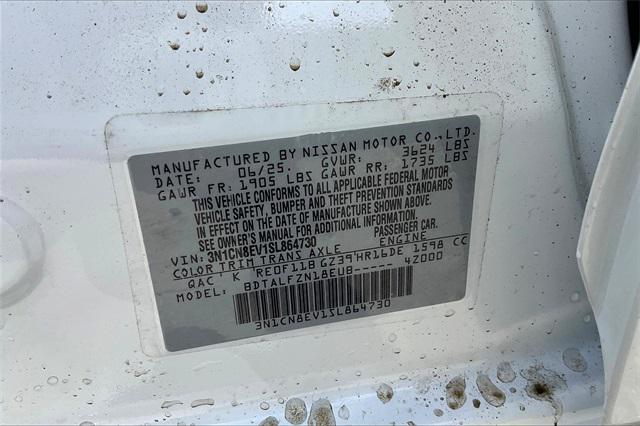 MANUFACTURED BY NISSAN MOTOR CO., LTD.
DATE: 06/25 GVWR: 3624 LBS
GAWR FR: 1905 LBS GAWR RR: 1735 LBS
THIS VEHICLE CONFORMS TO ALL APPLICABLE FEDERAL MOTOR
VEHICLE SAFETY, BUMPER AND THEFT PREVENTION STANDARDS
IN EFFECT ON THE DATE OF MANUFACTURE SHOWN ABOVE.
SEE OWNERS MANUAL FOR ADDITIONAL INFORMATION.
VIN: 3N1CN8EV1SL864730 PASSENGER CAR.
COLOR TRIM TRANS AXLE ENGINE
QAC K RE0F11B GZ39 HR16DE 1598 CC
MODEL: BDTALFZN18EUB----- 42000
3N1CN8EV1SL864730